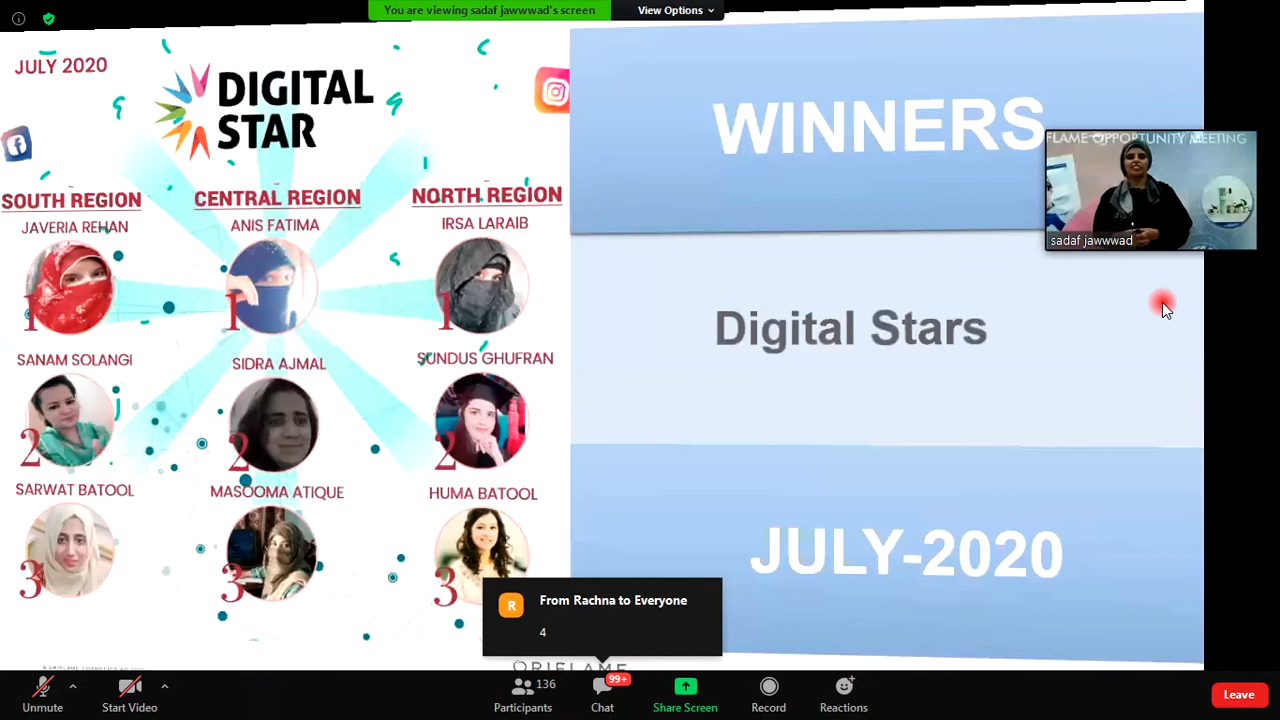 You are viewing sadaf jawwwad's screen
View Options
JULY 2020
DIGITAL
STAR
SOUTH REGION
CENTRAL REGION
NORTH REGION
JAVERIA REHAN
ANIS FATIMA
IRSA LARAIB
1
1
1
SANAM SOLANGI
SIDRA AJMAL
SUNDUS GHUFRAN
2
2
2
SARWAT BATOOL
MASOOMA ATIQUE
HUMA BATOOL
3
3
3
WINNERS
Digital Stars
JULY-2020
FLAME OPPORTUNITY MEETING
sadaf jawwwad
R
From Rachna to Everyone
4
ORIFLAME
Unmute
Start Video
136
Participants
99+
Chat
Share Screen
Record
Reactions
Leave